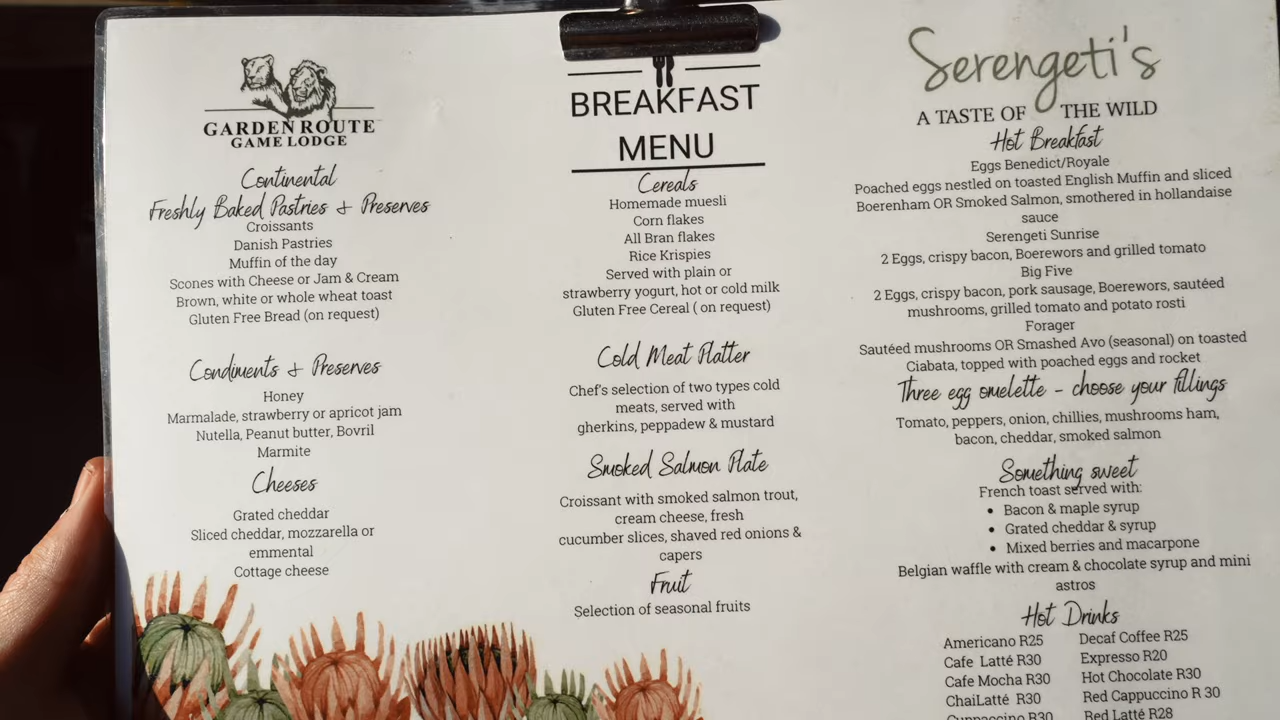 GARDEN ROUTE
GAME LODGE
Continental
Freshly Baked Pastries & Preserves
Croissants
Danish Pastries
Muffin of the day
Scones with Cheese or Jam & Cream
Brown, white or whole wheat toast
Gluten Free Bread (on request)
Condiments & Preserves
Honey
Marmalade, strawberry or apricot jam
Nutella, Peanut butter, Bovril
Marmite
Cheeses
Grated cheddar
Sliced cheddar, mozzarella or
emmental
Cottage cheese
BREAKFAST
MENU
Cereals
Homemade muesli
Corn flakes
All Bran flakes
Rice Krispies
Served with plain or
strawberry yogurt, hot or cold milk
Gluten Free Cereal ( on request)
Cold Meat Platter
Chef's selection of two types cold
meats, served with
gherkins, peppadew & mustard
Smoked Salmon Plate
Croissant with smoked salmon trout,
cream cheese, fresh
cucumber slices, shaved red onions &
capers
Fruit
Selection of seasonal fruits
Serengeti's
A TASTE OF THE WILD
Hot Breakfast
Eggs Benedict/Royale
Poached eggs nestled on toasted English Muffin and sliced
Boerenham OR Smoked Salmon, smothered in hollandaise
sauce
Serengeti Sunrise
2 Eggs, crispy bacon, Boerewors and grilled tomato
Big Five
2 Eggs, crispy bacon, pork sausage, Boerewors, sautéed
mushrooms, grilled tomato and potato rosti
Forager
Sautéed mushrooms OR Smashed Avo (seasonal) on toasted
Ciabata, topped with poached eggs and rocket
Three egg omelette - choose your fillings
Tomato, peppers, onion, chillies, mushrooms ham,
bacon, cheddar, smoked salmon
Something sweet
French toast served with:
• Bacon & maple syrup
• Grated cheddar & syrup
• Mixed berries and macarpone
Belgian waffle with cream & chocolate syrup and mini
astros
Hot Drinks
Americano R25 Decaf Coffee R25
Cafe Latté R30 Expresso R20
Cafe Mocha R30 Hot Chocolate R30
ChaiLatté R30 Red Cappuccino R 30
Cuppaccino R30 Red Latté R28